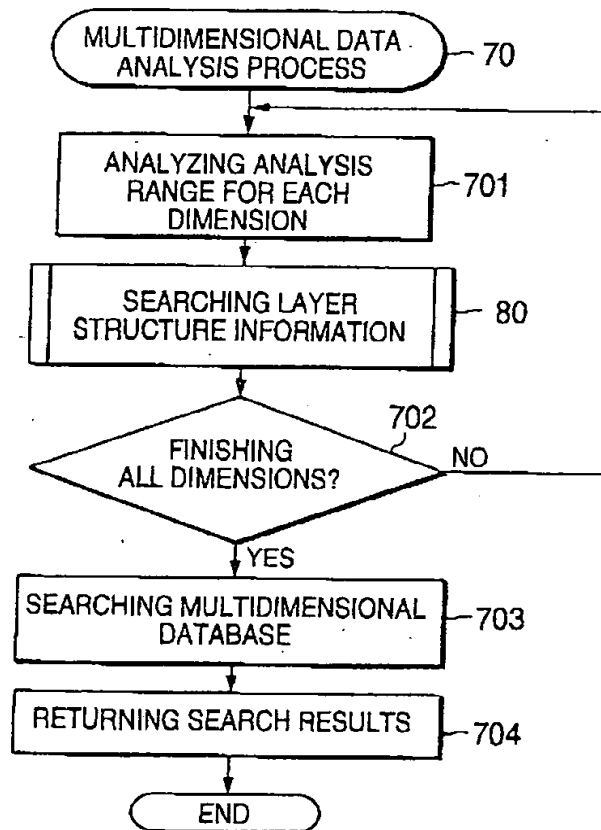 MULTIDIMENSIONAL DATA
ANALYSIS PROCESS
70
ANALYZING ANALYSIS
RANGE FOR EACH
DIMENSION
701
SEARCHING LAYER
STRUCTURE INFORMATION
80
702
FINISHING
ALL DIMENSIONS?
NO
YES
SEARCHING MULTIDIMENSIONAL
DATABASE
703
RETURNING SEARCH RESULTS
704
END